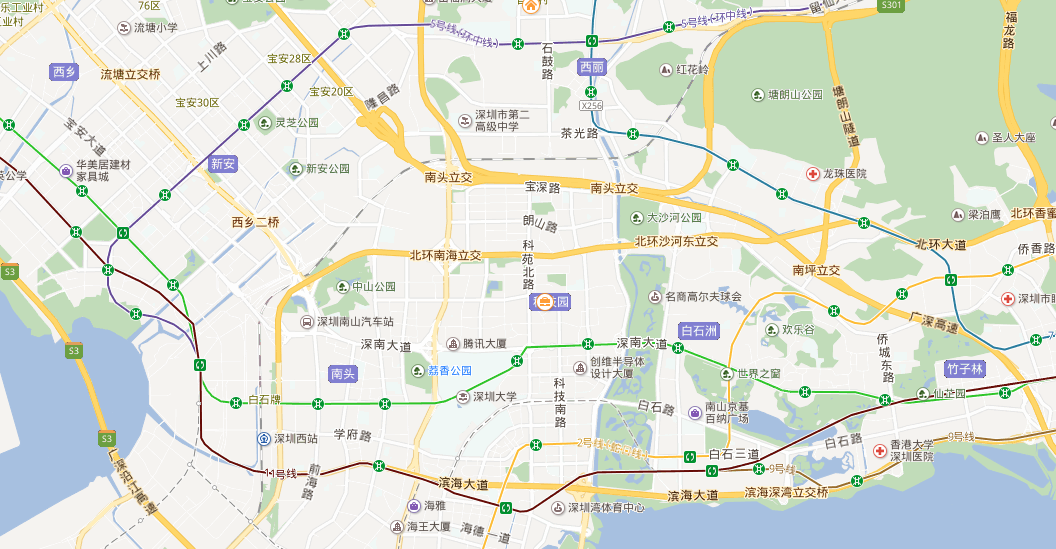 乐工业村
业村
76区
流塘小学
上川路
5号线(环中线)
石
鼓
路
5号线(环中线)
留仙
S301
福
龙
路
西乡
流塘立交桥
宝安28区
宝安20区
隆昌路
西丽
X256
红花岭
塘朗山公园
塘
朗
山
隧
道
宝安30区
灵芝公园
深圳市第二
高级中学
茶光路
圣人大座
宝安大道
华美居建材
家具城
新安
新安公园
英公学
南头立交
宝深路
南头立交
龙珠医院
西乡二桥
朗山路
大沙河公园
梁泊鹰
北环香蜜
北环南海立交
科
苑
北
路
北环沙河东立交
北环大道
侨香路
S3
中山公园
南坪立交
名商高尔夫球会
深圳市眼
深圳南山汽车站
广深高速
白石洲
欢乐谷
S3
深南大道
腾讯大厦
深南大道
侨
城
东
路
南头
荔香公园
创维半导体
设计大厦
世界之窗
竹子林
白石牌
深圳大学
科
技
南
路
白石路
南山京基
百纳广场
仙芷园
S3
深圳西站
学府路
2号线(蛇口线)
白石三道
白石路
香港大学
深圳医院
9号线
广深沿江高速
11号线
前
海
路
9号线
滨海大道
滨海大道
滨海深湾立交桥
海雅
深圳湾体育中心
海王大厦
海德一道